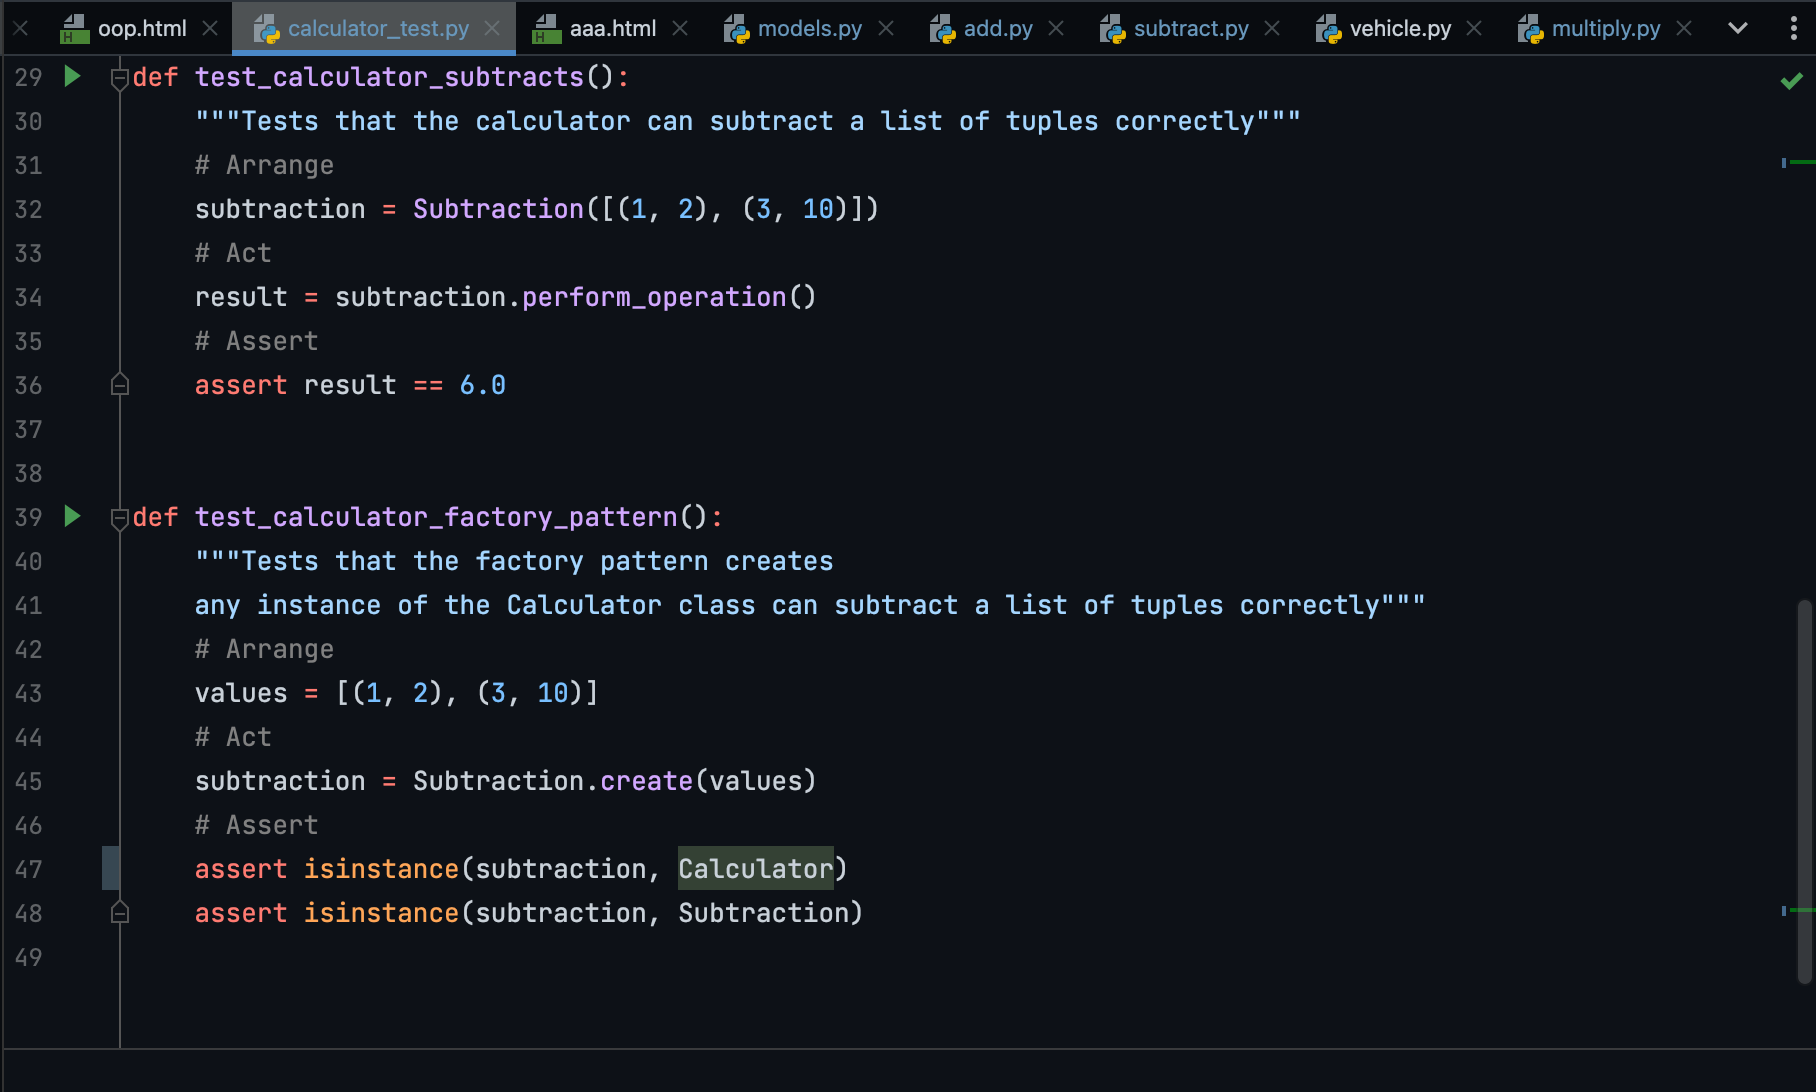 oop.html calculator_test.py aaa.html models.py add.py subtract.py vehicle.py multiply.py
29 def test_calculator_subtracts():
30 """Tests that the calculator can subtract a list of tuples correctly"""
31 # Arrange
32 subtraction = Subtraction([(1, 2), (3, 10)])
33 # Act
34 result = subtraction.perform_operation()
35 # Assert
36 assert result == 6.0
37
38
39 def test_calculator_factory_pattern():
40 """Tests that the factory pattern creates
41 any instance of the Calculator class can subtract a list of tuples correctly"""
42 # Arrange
43 values = [(1, 2), (3, 10)]
44 # Act
45 subtraction = Subtraction.create(values)
46 # Assert
47 assert isinstance(subtraction, Calculator)
48 assert isinstance(subtraction, Subtraction)
49